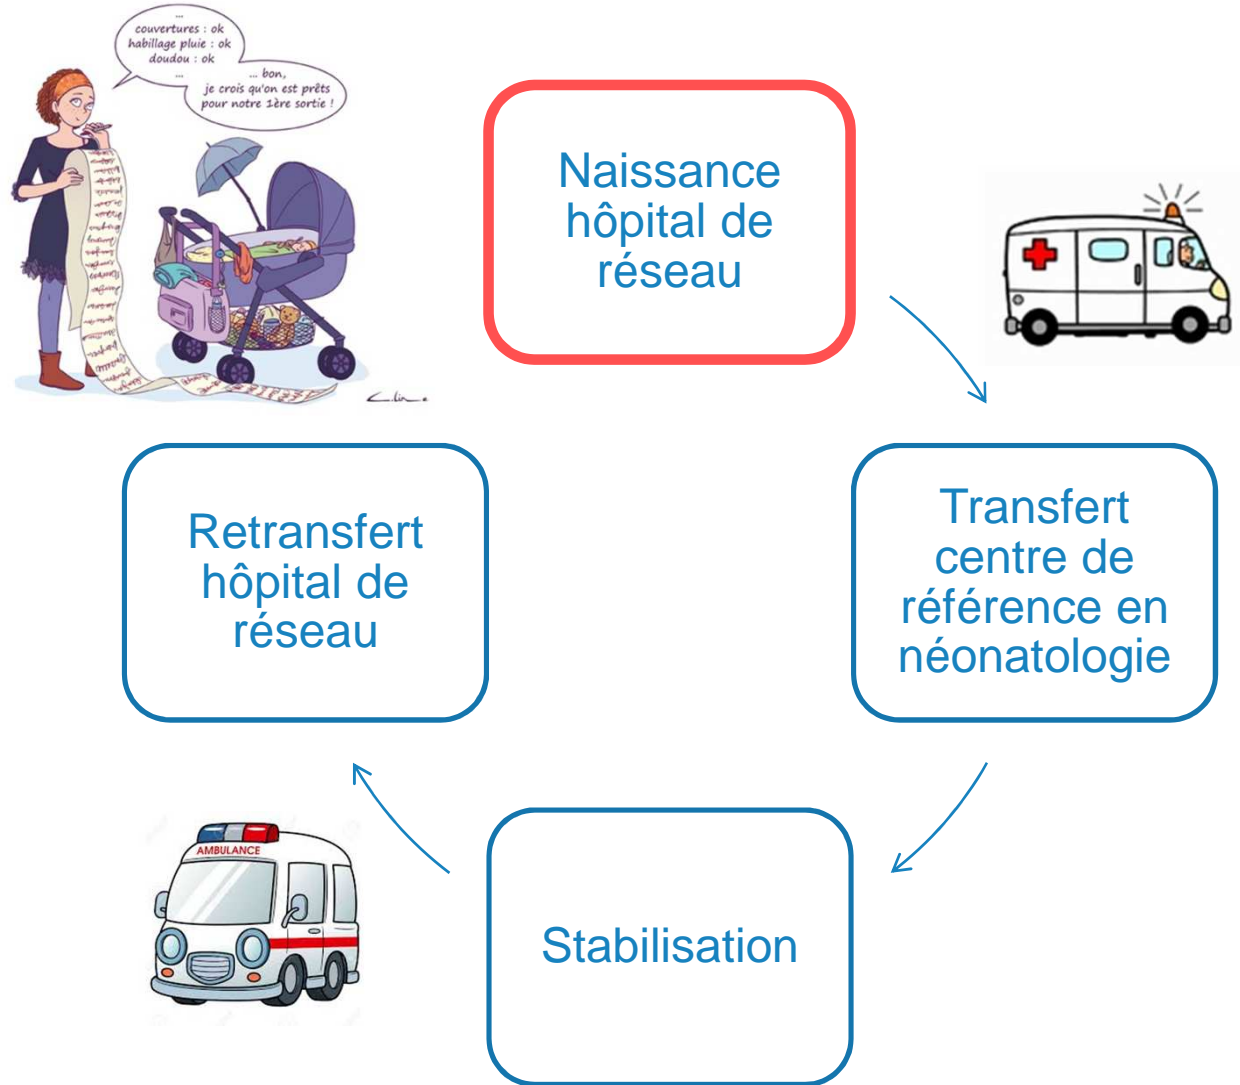 ...
couvertures : ok
habillage pluie : ok
doudou : ok
...
... bon,
je crois qu'on est prêts
pour notre 1ère sortie !
Naissance
hôpital de
réseau
Transfert
centre de
référence en
néonatologie
Stabilisation
Retransfert
hôpital de
réseau
AMBULANCE